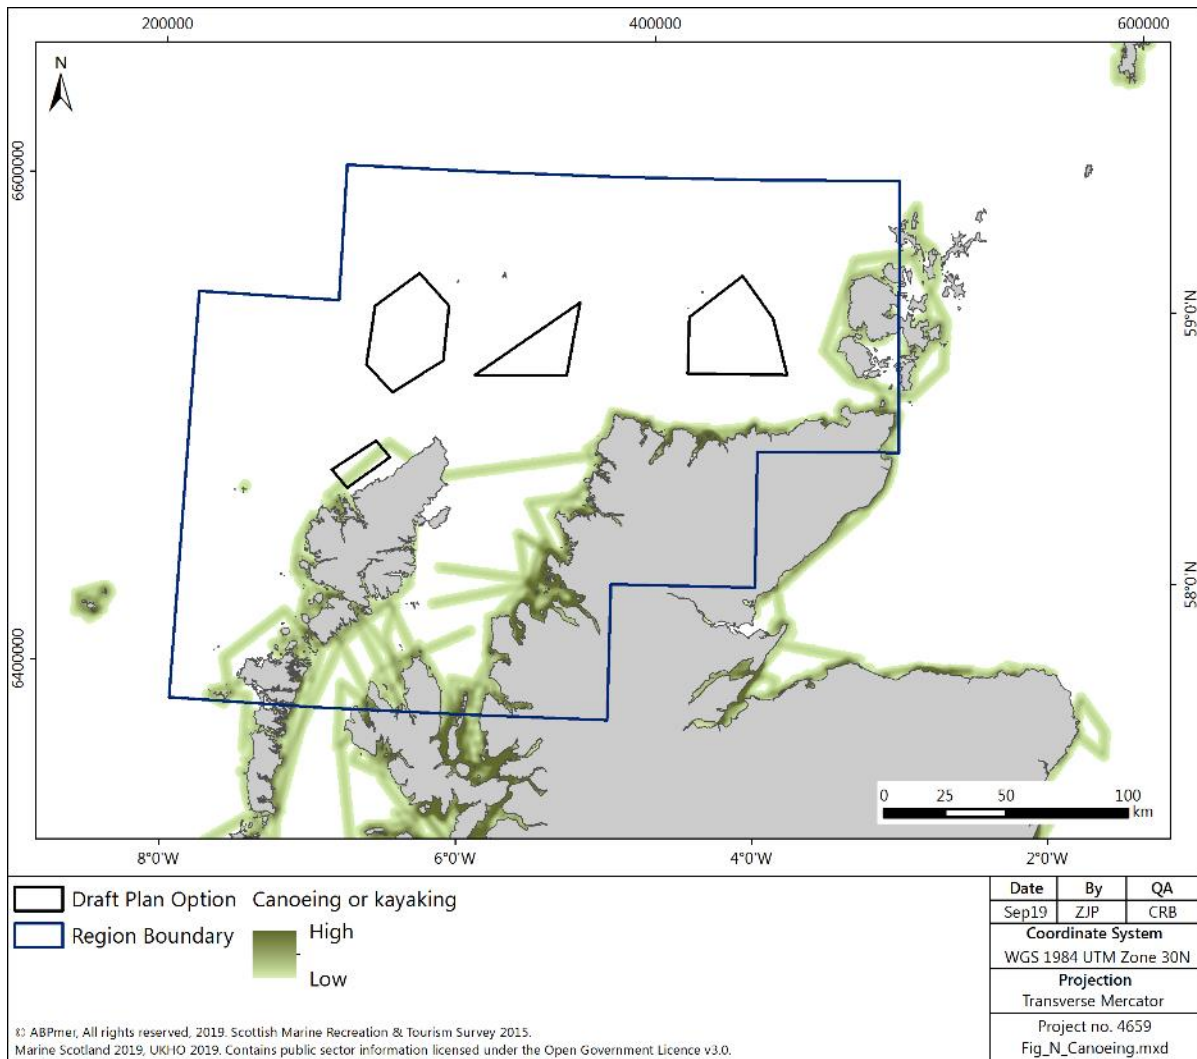 200000 400000 600000
N
6600000
59°0'N
58°0'N
6400000
0 25 50 100
km
8°0'W 6°0'W 4°0'W 2°0'W
Draft Plan Option Canoeing or kayaking
Region Boundary
High
Low
Date By QA
Sep19 ZJP CRB
Coordinate System
WGS 1984 UTM Zone 30N
Projection
Transverse Mercator
Project no. 4659
Fig_N_Canoeing.mxd
© ABPmer, All rights reserved, 2019. Scottish Marine Recreation & Tourism Survey 2015.
Marine Scotland 2019, UKHO 2019. Contains public sector information licensed under the Open Government Licence v3.0.